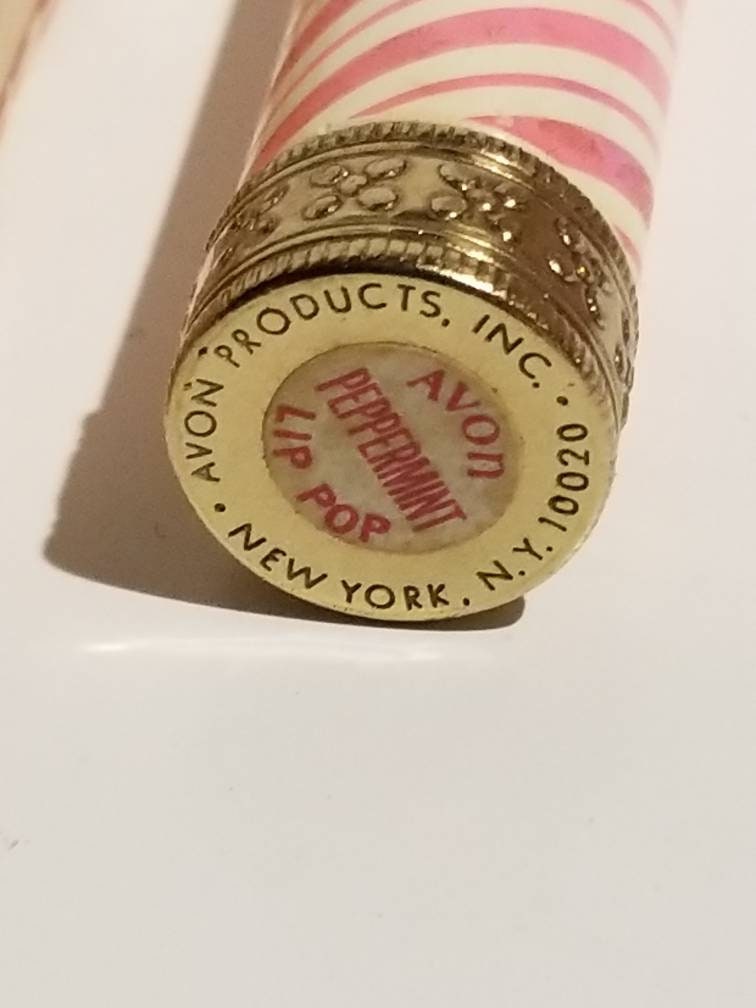 "AVON" PRODUCTS, INC. •
• NEW YORK, N.Y. 10020
AVON
PEPPERMINT
LIP POP